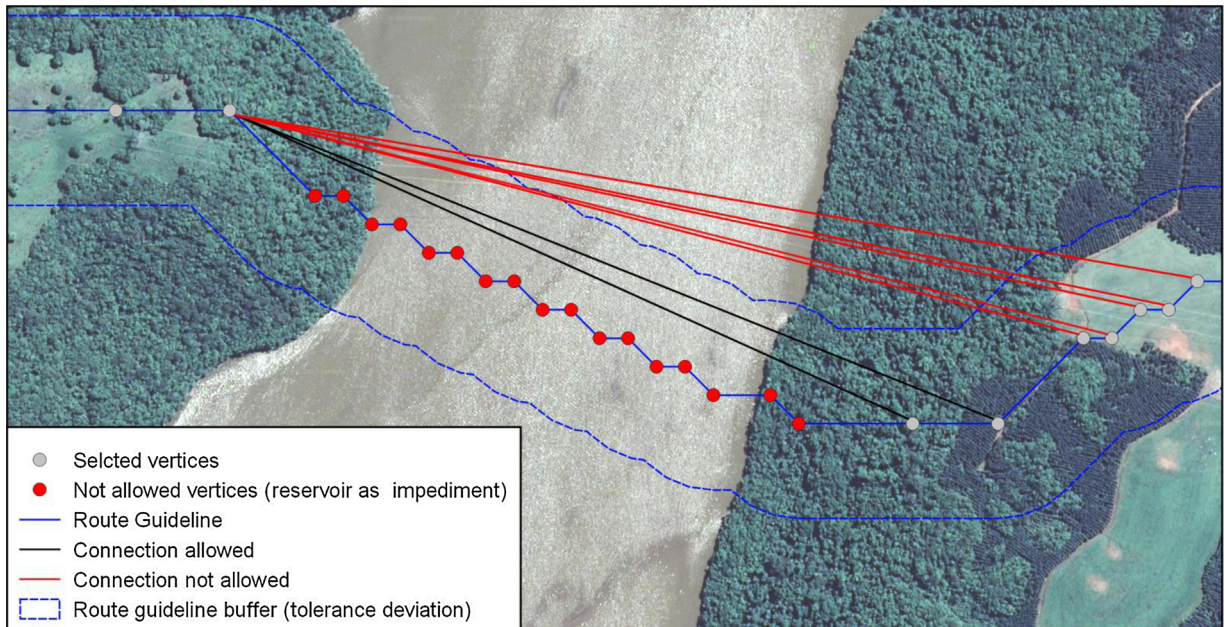 Selcted vertices
Not allowed vertices (reservoir as impediment)
Route Guideline
Connection allowed
Connection not allowed
Route guideline buffer (tolerance deviation)